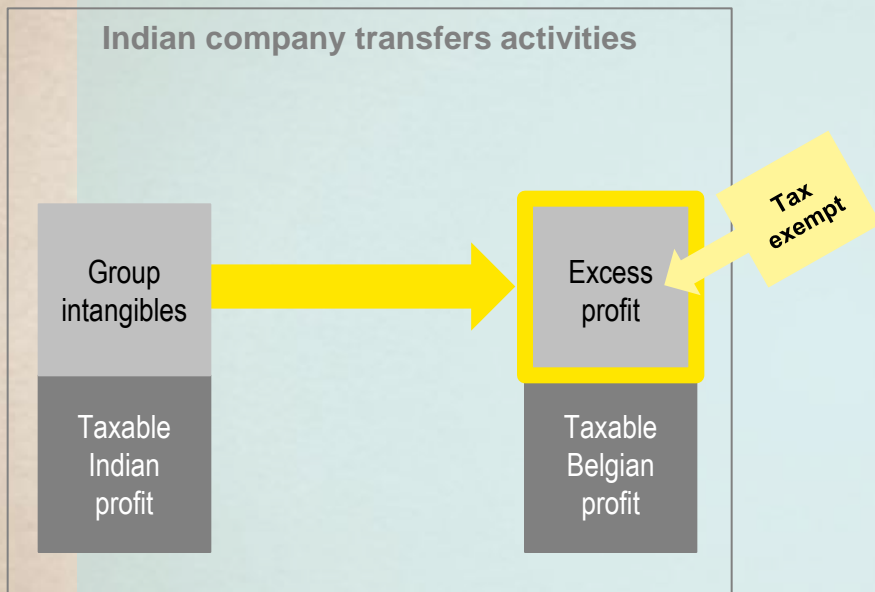 Indian company transfers activities
Tax
exempt
Group
intangibles
Excess
profit
Taxable
Indian
profit
Taxable
Belgian
profit